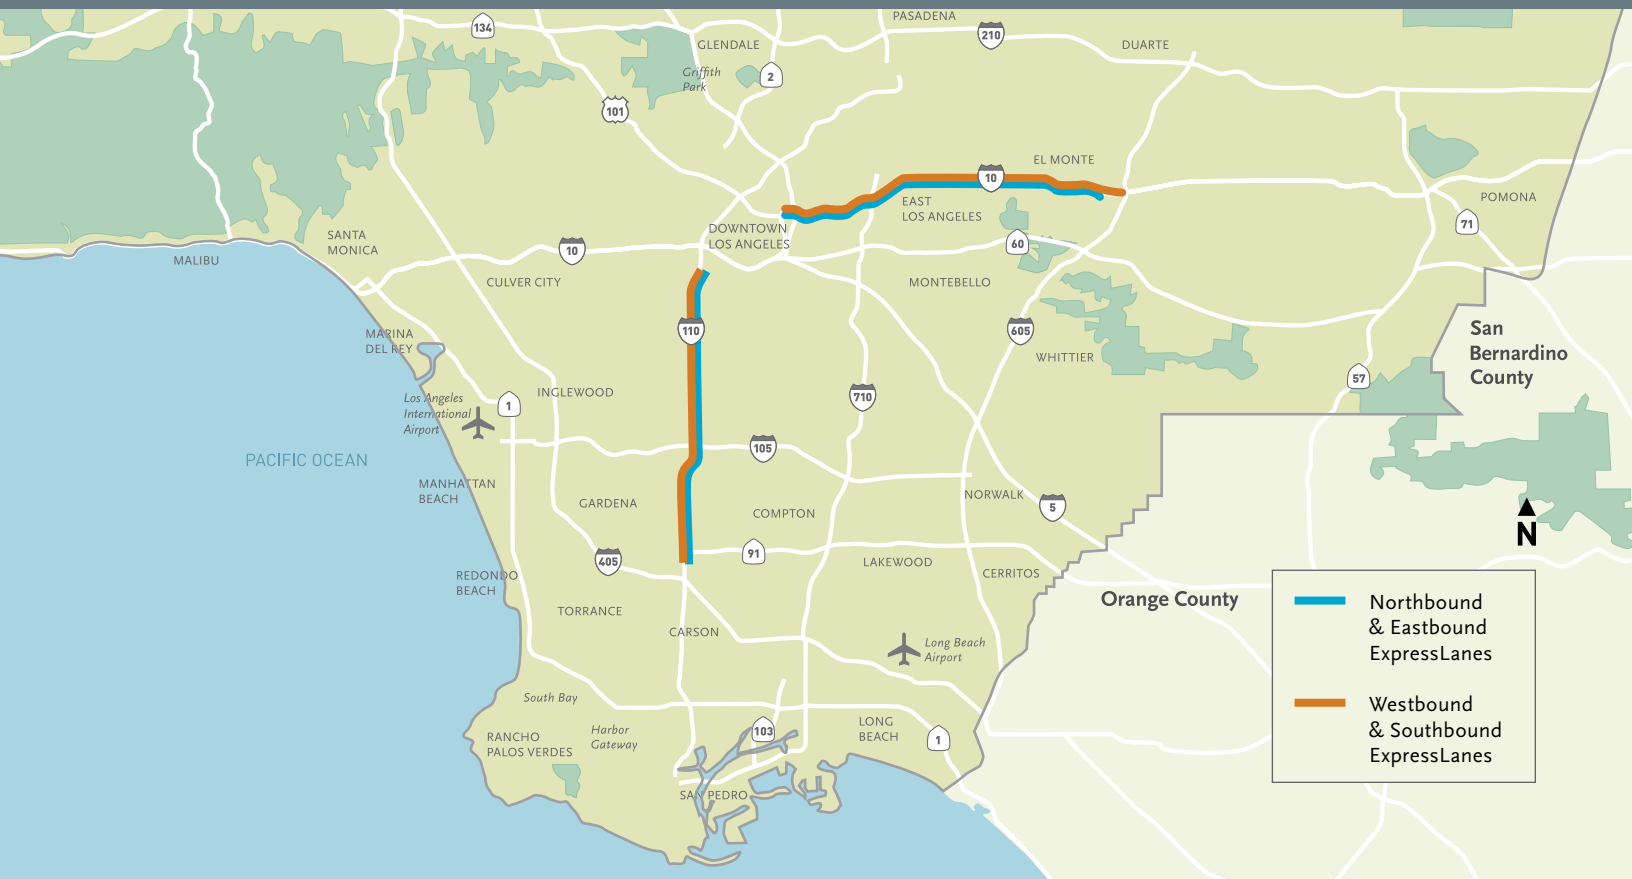 PASADENA
134
210
GLENDALE
DUARTE
Griffith
Park
2
101
EL MONTE
10
POMONA
EAST
LOS ANGELES
71
DOWNTOWN
LOS ANGELES
SANTA
MONICA
60
10
MALIBU
CULVER CITY
MONTEBELLO
110
605
San
Bernardino
County
MARINA
DEL REY
WHITTIER
57
INGLEWOOD
710
Los Angeles
International
Airport
1
105
PACIFIC OCEAN
MANHATTAN
BEACH
GARDENA
NORWALK
5
COMPTON
N
91
405
LAKEWOOD
CERRITOS
REDONDO
BEACH
Orange County
TORRANCE
CARSON
Long Beach
Airport
South Bay
Harbor
Gateway
103
LONG
BEACH
1
RANCHO
PALOS VERDES
SAN PEDRO
Northbound
& Eastbound
ExpressLanes
Westbound
& Southbound
ExpressLanes